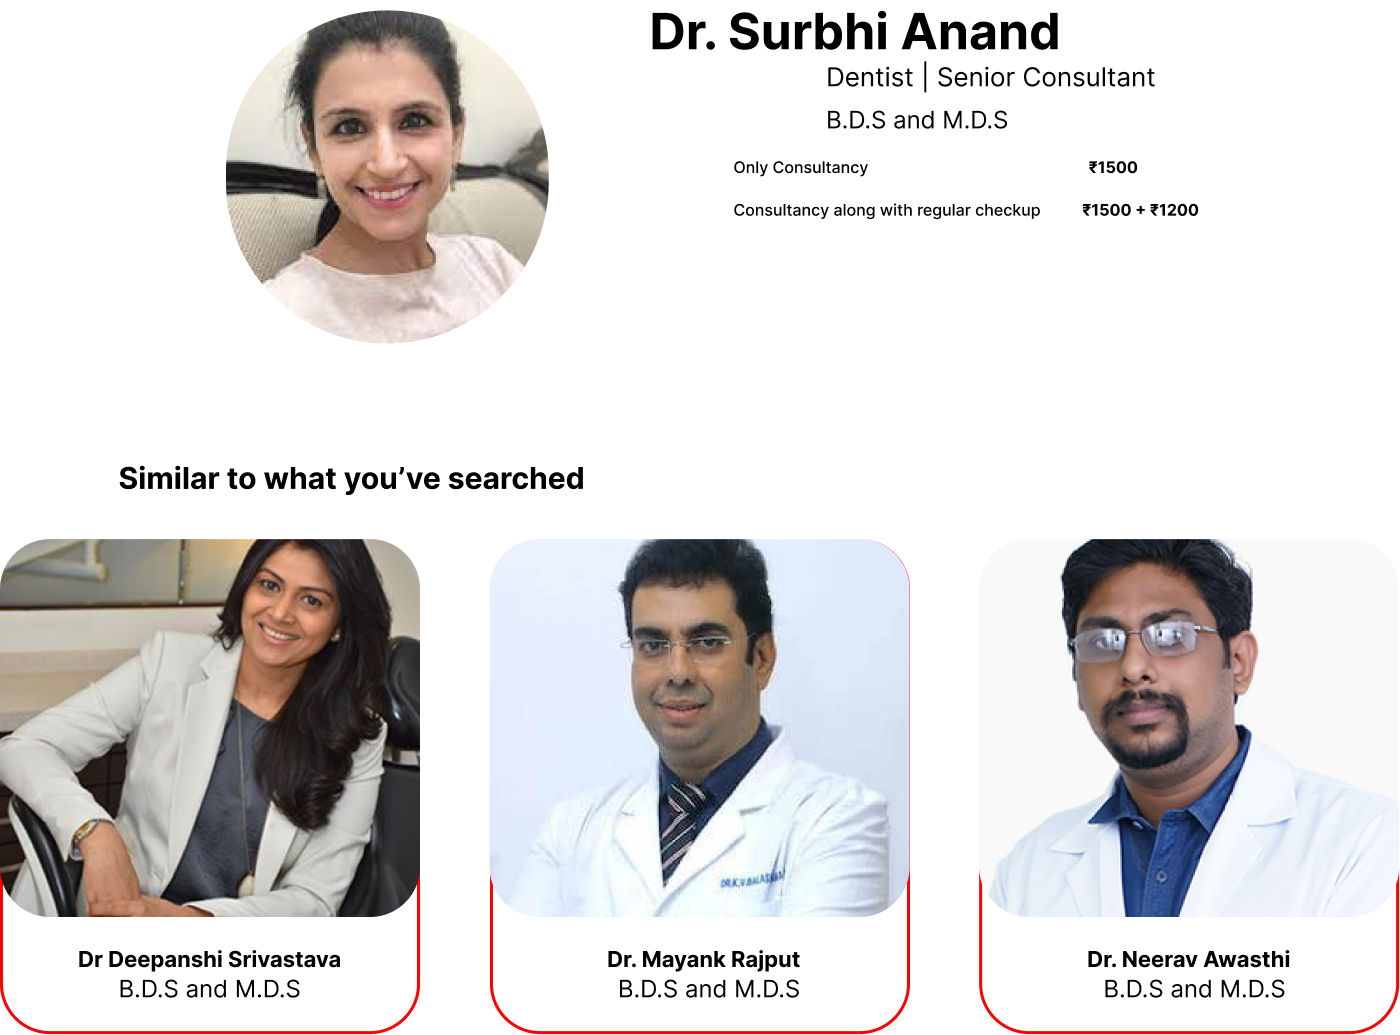 Dr. Surbhi Anand
Dentist | Senior Consultant
B.D.S and M.D.S
Only Consultancy ₹1500
Consultancy along with regular checkup ₹1500 + ₹1200
Similar to what you’ve searched
Dr Deepanshi Srivastava
B.D.S and M.D.S
Dr. Mayank Rajput
B.D.S and M.D.S
Dr. Neerav Awasthi
B.D.S and M.D.S